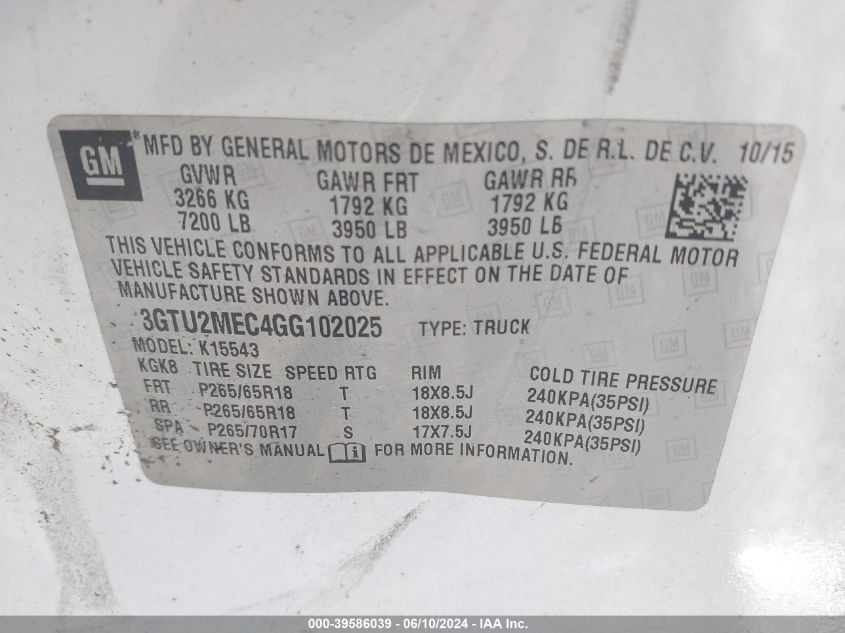 GM
MFD BY GENERAL MOTORS DE MEXICO, S. DE R.L. DE C.V. 10/15
GVWR GAWR FRT GAWR RR
3266 KG 1792 KG 1792 KG
7200 LB 3950 LB 3950 LB
THIS VEHICLE CONFORMS TO ALL APPLICABLE U.S. FEDERAL MOTOR
VEHICLE SAFETY STANDARDS IN EFFECT ON THE DATE OF
MANUFACTURE SHOWN ABOVE.
3GTU2MEC4GG102025 TYPE: TRUCK
MODEL: K15543
KGK8 TIRE SIZE SPEED RTG RIM COLD TIRE PRESSURE
FRT P265/65R18 T 18X8.5J 240KPA(35PSI)
RR P265/65R18 T 18X8.5J 240KPA(35PSI)
SPA P265/70R17 S 17X7.5J 240KPA(35PSI)
SEE OWNER'S MANUAL FOR MORE INFORMATION.
000-39586039 - 06/10/2024 - IAA Inc.